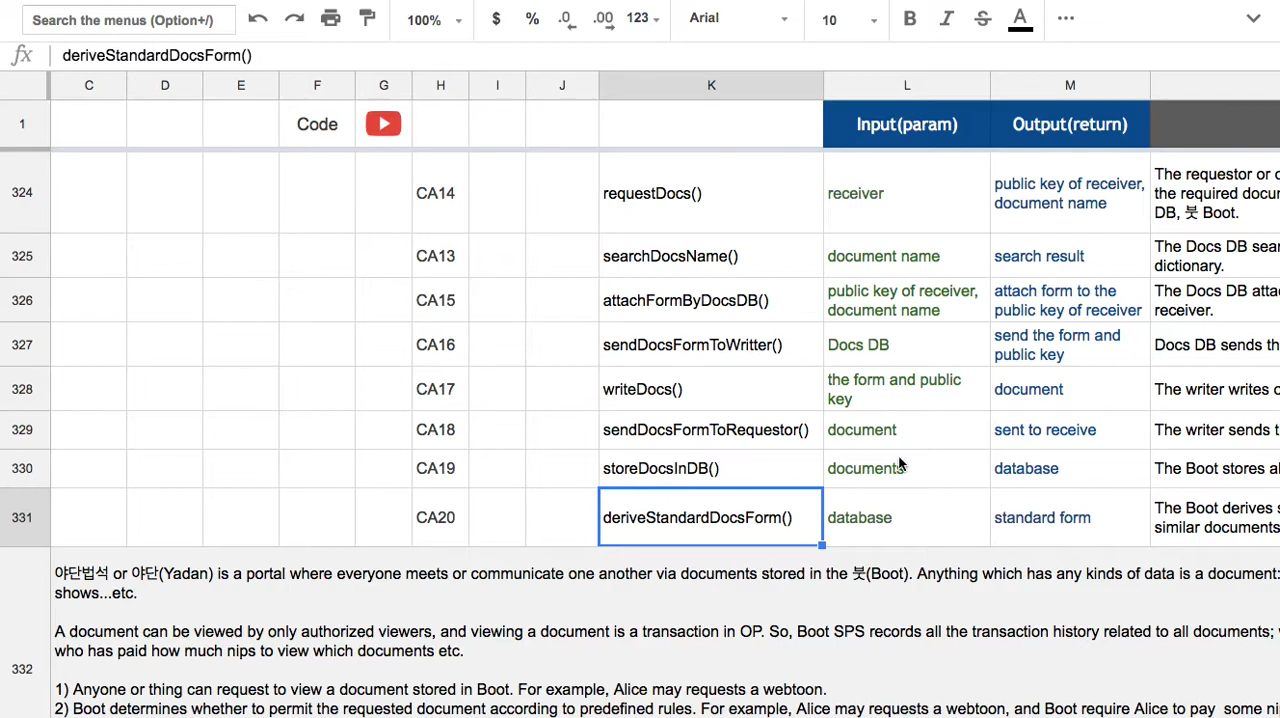 Search the menus (Option+/)
100%
$
%
.0
.00
123
Arial
10
B
I
S
A
fx
deriveStandardDocsForm()
C D E F G H I J K L M
1
Code
Input(param)
Output(return)
324
CA14
requestDocs()
receiver
public key of receiver,
document name
The requestor or
the required docu
DB, 붓 Boot.
325
CA13
searchDocsName()
document name
search result
The Docs DB sear
dictionary.
326
CA15
attachFormByDocsDB()
public key of receiver,
document name
attach form to the
public key of receiver
The Docs DB atta
receiver.
327
CA16
sendDocsFormToWritter()
Docs DB
send the form and
public key
Docs DB sends th
328
CA17
writeDocs()
the form and public
key
document
The writer writes
329
CA18
sendDocsFormToRequestor()
document
sent to receive
The writer sends t
330
CA19
storeDocsInDB()
documents
database
The Boot stores al
331
CA20
deriveStandardDocsForm()
database
standard form
The Boot derives s
similar documents
332
야단법석 or 야단(Yadan) is a portal where everyone meets or communicate one another via documents stored in the 붓(Boot). Anything which has any kinds of data is a document:
shows...etc.
A document can be viewed by only authorized viewers, and viewing a document is a transaction in OP. So, Boot SPS records all the transaction history related to all documents;
who has paid how much nips to view which documents etc.
1) Anyone or thing can request to view a document stored in Boot. For example, Alice may requests a webtoon.
2) Boot determines whether to permit the requested document according to predefined rules. For example, Alice may requests a webtoon, and Boot require Alice to pay some ni